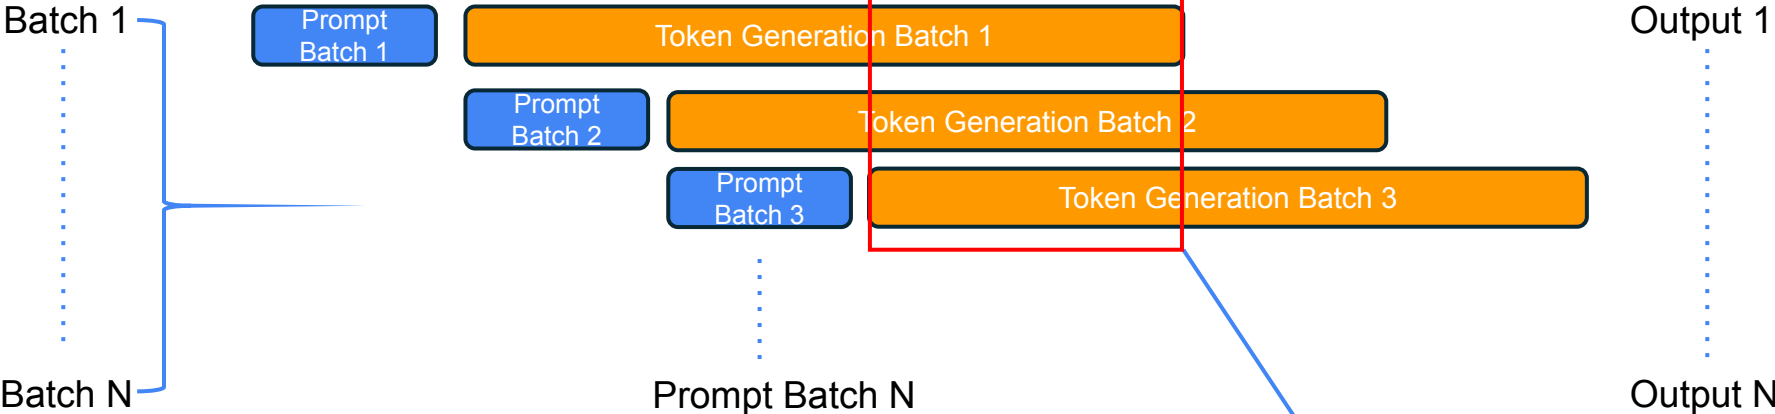 Batch 1
Prompt
Batch 1
Token Generation Batch 1
Output 1
Prompt
Batch 2
Token Generation Batch 2
Prompt
Batch 3
Token Generation Batch 3
Batch N
Prompt Batch N
Output N